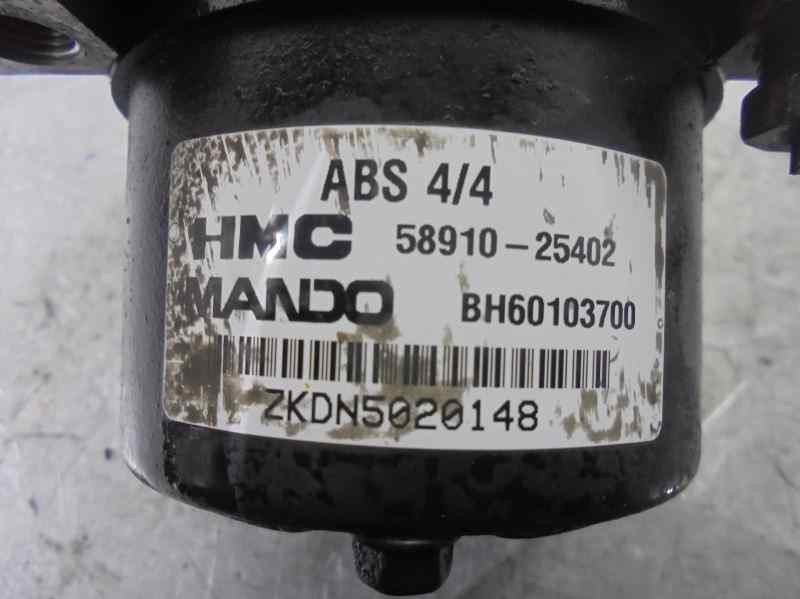 ABS 4/4
HMC 58910-25402
MANDO BH60103700
ZKDN5020148